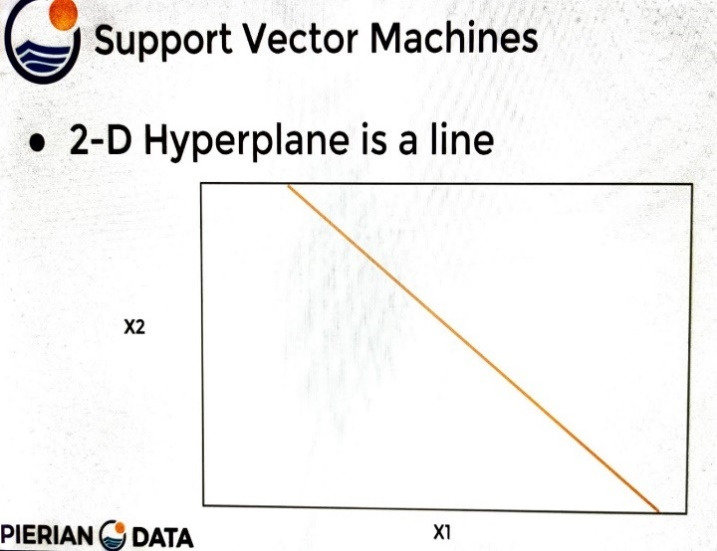 Support Vector Machines
• 2-D Hyperplane is a line
X2
X1
PIERIAN DATA